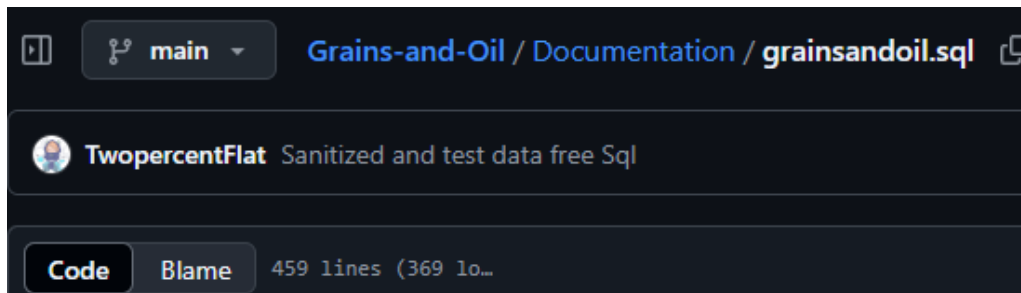 main Grains-and-Oil / Documentation / grainsandoil.sql
TwopercentFlat Sanitized and test data free Sql
Code Blame 459 lines (369 lo…